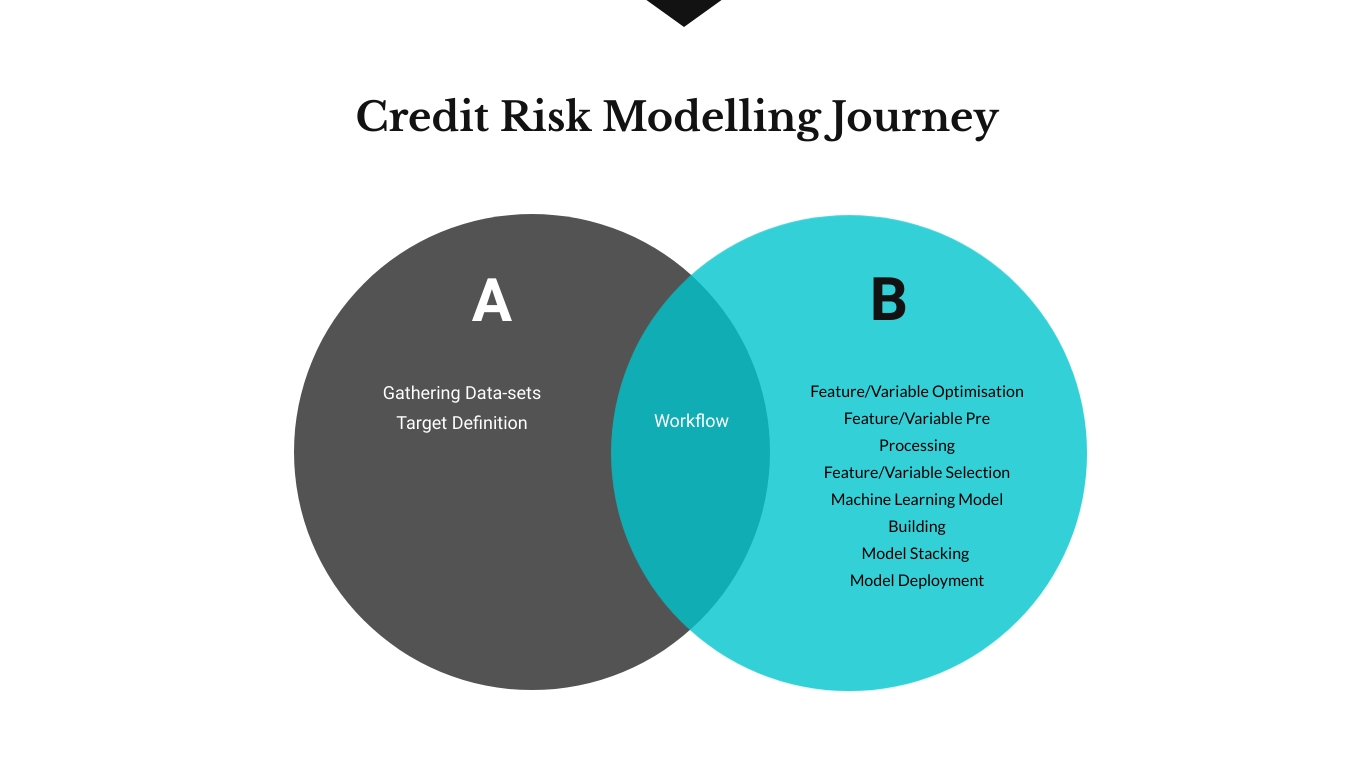 Credit Risk Modelling Journey
A
Gathering Data-sets
Target Definition
Workflow
B
Feature/Variable Optimisation
Feature/Variable Pre
Processing
Feature/Variable Selection
Machine Learning Model
Building
Model Stacking
Model Deployment